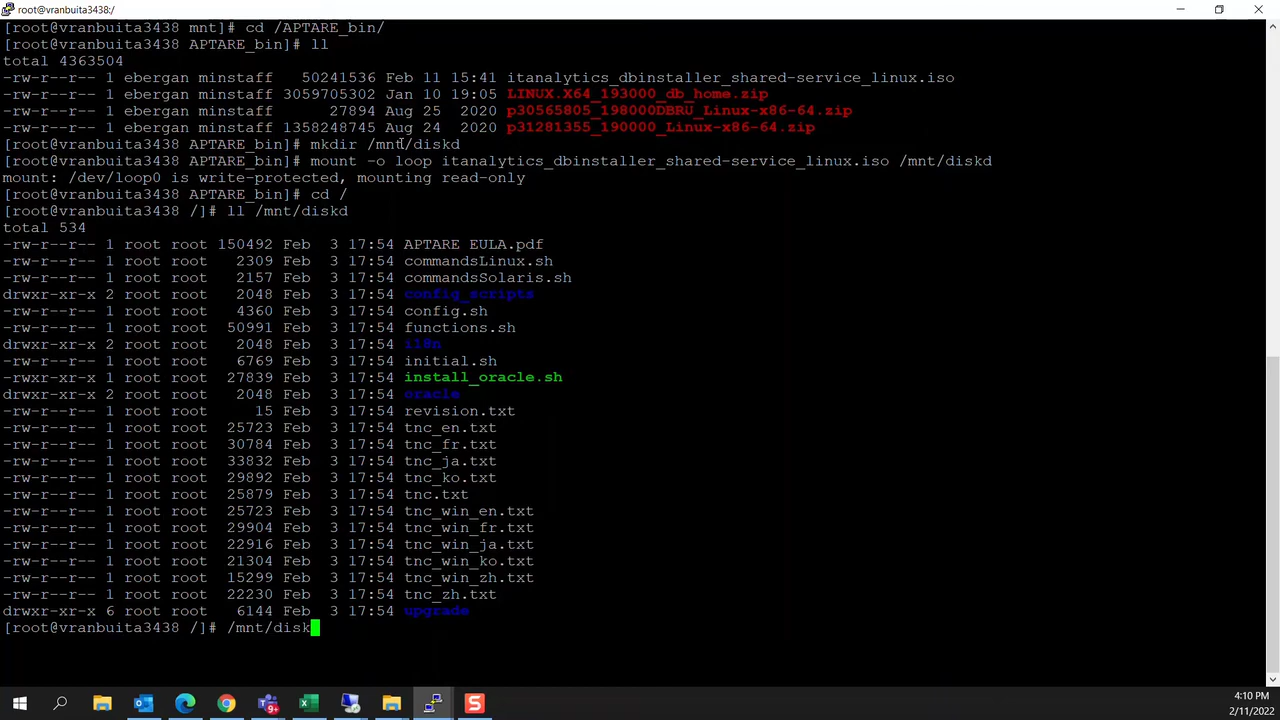 root@vranbuita3438:/
[root@vranbuita3438 mnt]# cd /APTARE_bin/
[root@vranbuita3438 APTARE_bin]# ll
total 4363504
-rw-r--r-- 1 ebergan minstaff   50241536 Feb 11 15:41 itanalytics_dbinstaller_shared-service_linux.iso
-rw-r--r-- 1 ebergan minstaff 3059705302 Jan 10 19:05 LINUX.X64_193000_db_home.zip
-rw-r--r-- 1 ebergan minstaff      27894 Aug 25  2020 p30565805_198000DBRU_Linux-x86-64.zip
-rw-r--r-- 1 ebergan minstaff 1358248745 Aug 24  2020 p31281355_190000_Linux-x86-64.zip
[root@vranbuita3438 APTARE_bin]# mkdir /mnt/diskd
[root@vranbuita3438 APTARE_bin]# mount -o loop itanalytics_dbinstaller_shared-service_linux.iso /mnt/diskd
mount: /dev/loop0 is write-protected, mounting read-only
[root@vranbuita3438 APTARE_bin]# cd /
[root@vranbuita3438 /]# ll /mnt/diskd
total 534
-rw-r--r-- 1 root root 150492 Feb  3 17:54 APTARE EULA.pdf
-rw-r--r-- 1 root root   2309 Feb  3 17:54 commandsLinux.sh
-rw-r--r-- 1 root root   2157 Feb  3 17:54 commandsSolaris.sh
drwxr-xr-x 2 root root   2048 Feb  3 17:54 config_scripts
-rw-r--r-- 1 root root   4360 Feb  3 17:54 config.sh
-rw-r--r-- 1 root root  50991 Feb  3 17:54 functions.sh
drwxr-xr-x 2 root root   2048 Feb  3 17:54 i18n
-rw-r--r-- 1 root root   6769 Feb  3 17:54 initial.sh
-rwxr-xr-x 1 root root  27839 Feb  3 17:54 install_oracle.sh
drwxr-xr-x 2 root root   2048 Feb  3 17:54 oracle
-rw-r--r-- 1 root root     15 Feb  3 17:54 revision.txt
-rw-r--r-- 1 root root  25723 Feb  3 17:54 tnc_en.txt
-rw-r--r-- 1 root root  30784 Feb  3 17:54 tnc_fr.txt
-rw-r--r-- 1 root root  33832 Feb  3 17:54 tnc_ja.txt
-rw-r--r-- 1 root root  29892 Feb  3 17:54 tnc_ko.txt
-rw-r--r-- 1 root root  25879 Feb  3 17:54 tnc.txt
-rw-r--r-- 1 root root  25723 Feb  3 17:54 tnc_win_en.txt
-rw-r--r-- 1 root root  29904 Feb  3 17:54 tnc_win_fr.txt
-rw-r--r-- 1 root root  22916 Feb  3 17:54 tnc_win_ja.txt
-rw-r--r-- 1 root root  21304 Feb  3 17:54 tnc_win_ko.txt
-rw-r--r-- 1 root root  15299 Feb  3 17:54 tnc_win_zh.txt
-rw-r--r-- 1 root root  22230 Feb  3 17:54 tnc_zh.txt
drwxr-xr-x 6 root root   6144 Feb  3 17:54 upgrade
[root@vranbuita3438 /]# /mnt/disk
9+
S
4:10 PM
2/11/2022